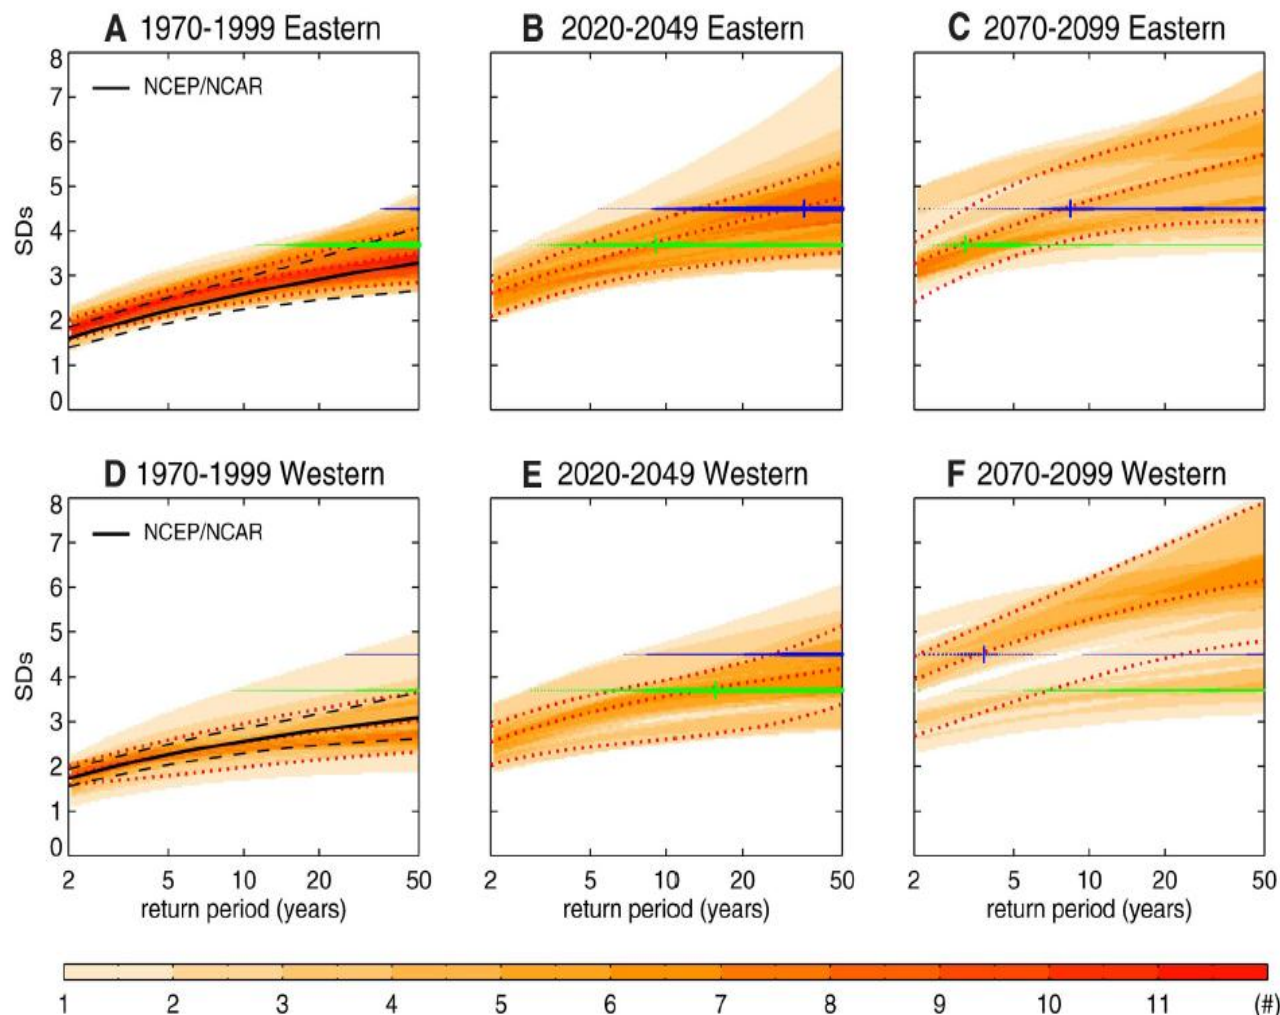 A 1970-1999 Eastern
B 2020-2049 Eastern
C 2070-2099 Eastern
8
7
6
5
4
3
2
1
0
SDs
NCEP/NCAR
D 1970-1999 Western
E 2020-2049 Western
F 2070-2099 Western
8
7
6
5
4
3
2
1
0
SDs
NCEP/NCAR
2 5 10 20 50
2 5 10 20 50
2 5 10 20 50
return period (years)
return period (years)
return period (years)
1 2 3 4 5 6 7 8 9 10 11 (#)